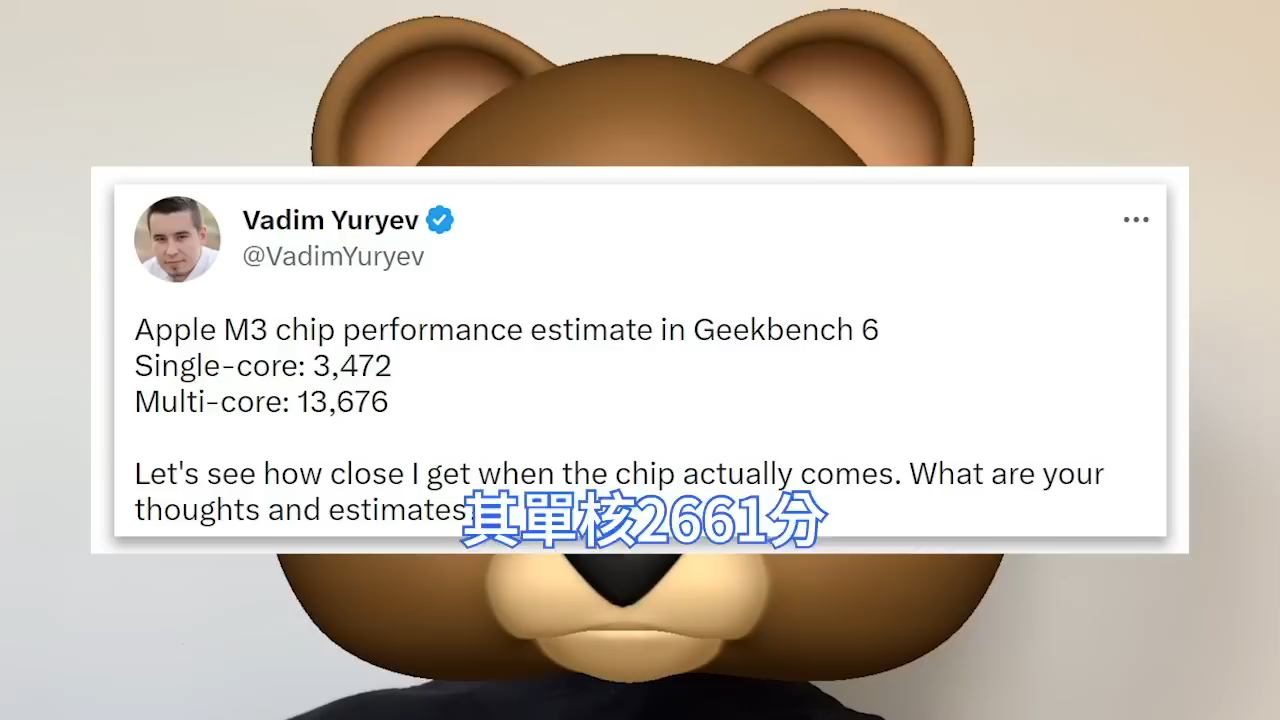 Vadim Yuryev
@VadimYuryev
Apple M3 chip performance estimate in Geekbench 6
Single-core: 3,472
Multi-core: 13,676
Let's see how close I get when the chip actually comes. What are your
thoughts and estimates
其單核2661分